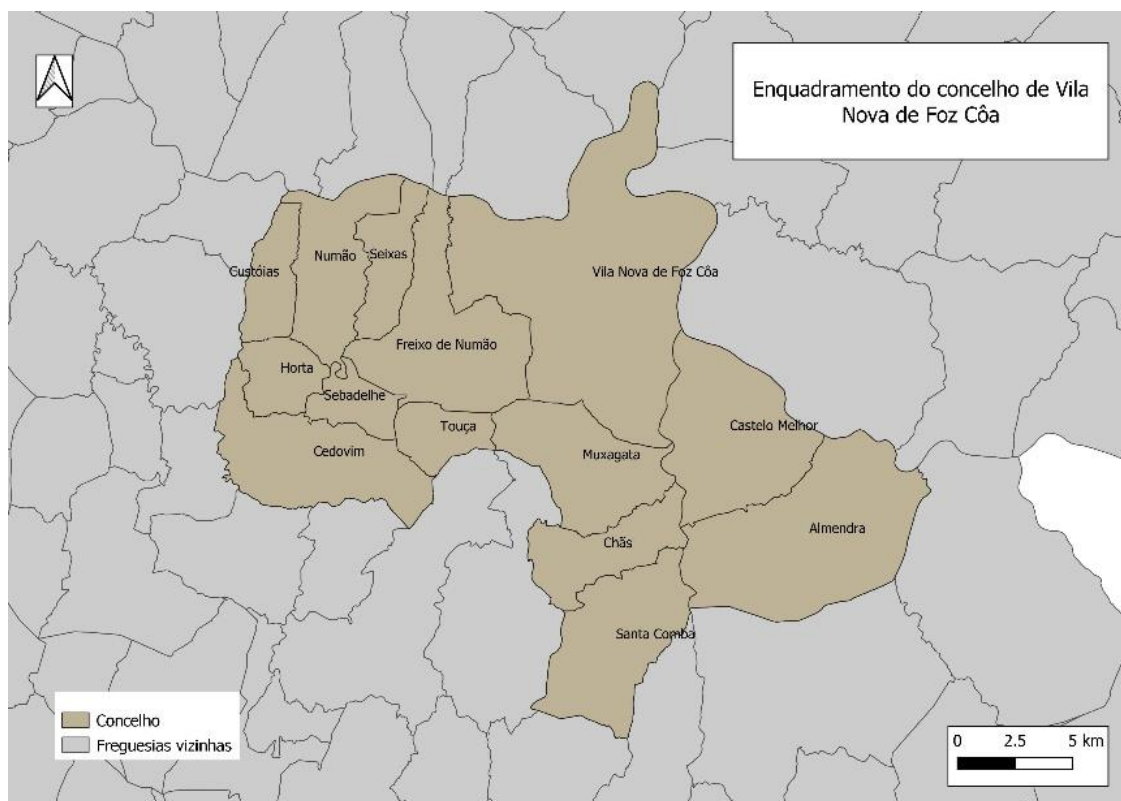 Enquadramento do concelho de Vila
Nova de Foz Côa
Numão
Seixas
Custóias
Vila Nova de Foz Côa
Freixo de Numão
Horta
Sebadelhe
Touça
Castelo Melhor
Cedovim
Muxagata
Almendra
Chãs
Santa Comba
Concelho
Freguesias vizinhas
0 2.5 5 km